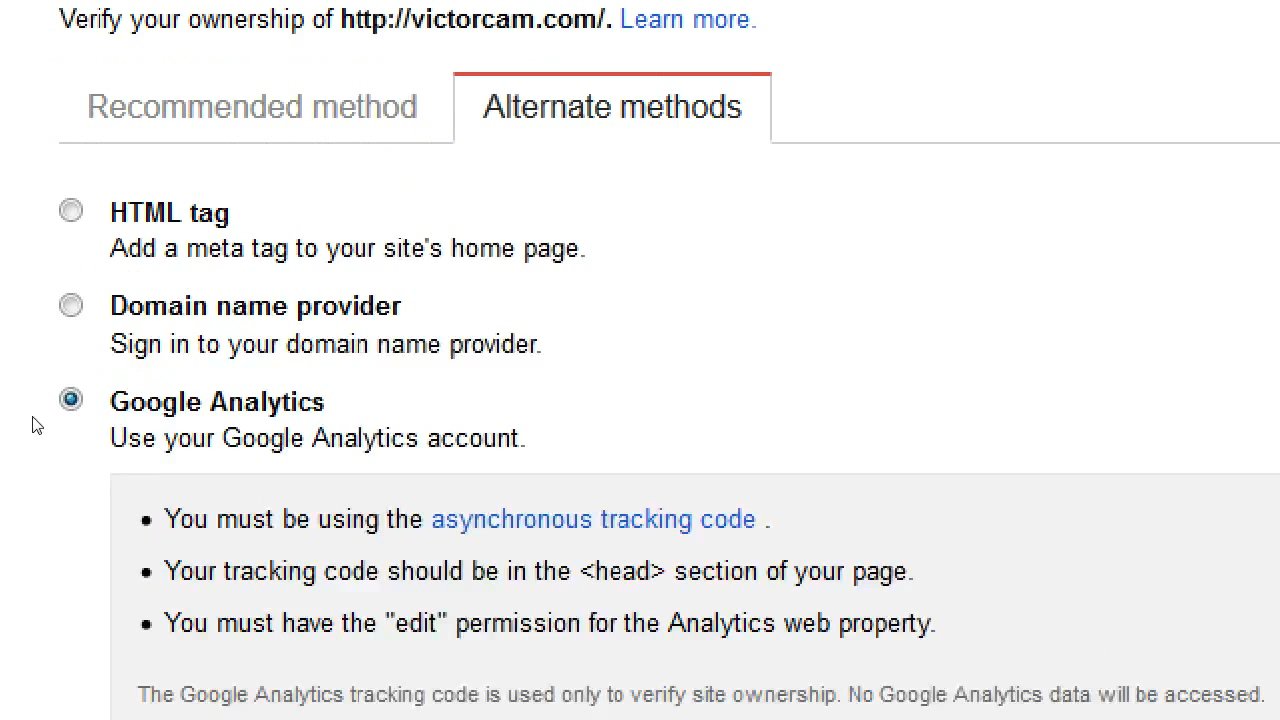 Verify your ownership of http://victorcam.com/. Learn more.
Recommended method
Alternate methods
HTML tag
Add a meta tag to your site's home page.
Domain name provider
Sign in to your domain name provider.
Google Analytics
Use your Google Analytics account.
• You must be using the asynchronous tracking code .
• Your tracking code should be in the <head> section of your page.
• You must have the "edit" permission for the Analytics web property.
The Google Analytics tracking code is used only to verify site ownership. No Google Analytics data will be accessed.